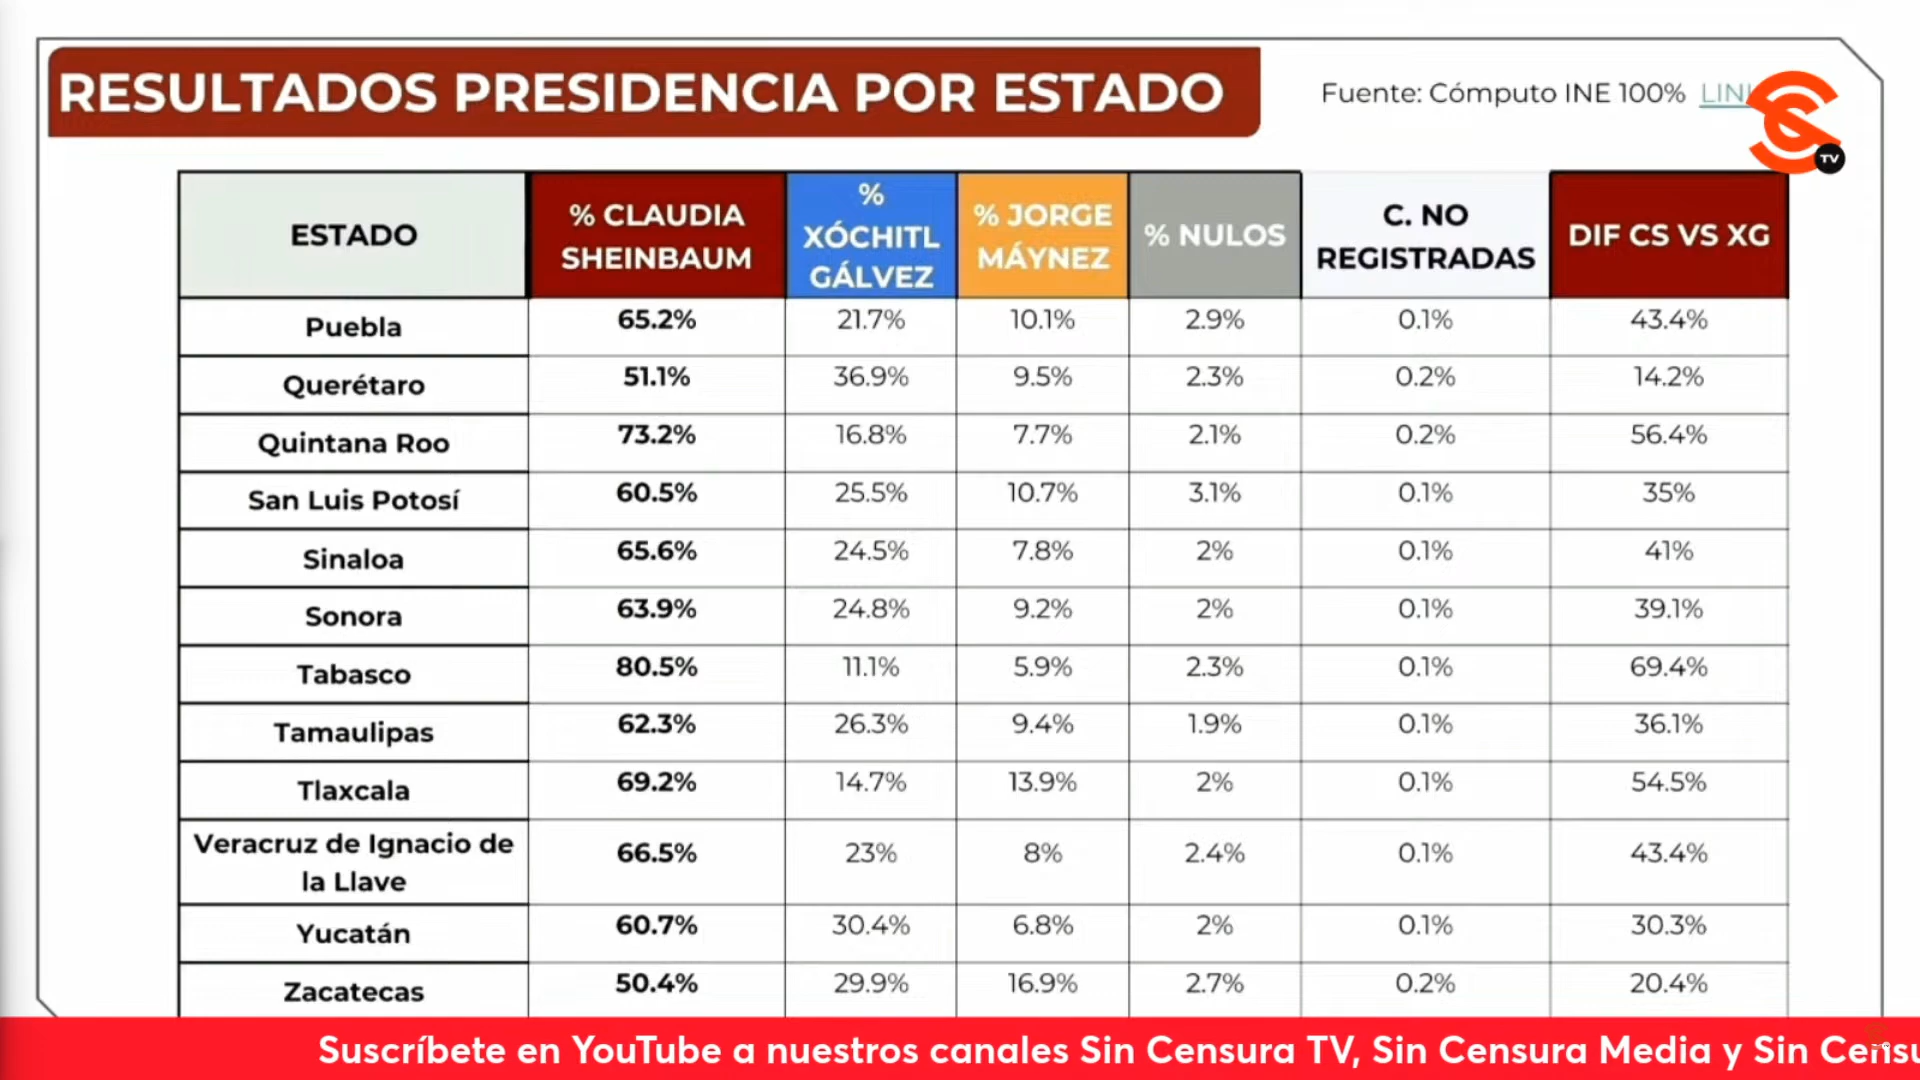 RESULTADOS PRESIDENCIA POR ESTADO
Fuente: Cómputo INE 100%
TV
ESTADO % CLAUDIA SHEINBAUM % XÓCHITL GÁLVEZ % JORGE MÁYNEZ % NULOS C. NO REGISTRADAS DIF CS VS XG
Puebla 65.2% 21.7% 10.1% 2.9% 0.1% 43.4%
Querétaro 51.1% 36.9% 9.5% 2.3% 0.2% 14.2%
Quintana Roo 73.2% 16.8% 7.7% 2.1% 0.2% 56.4%
San Luis Potosí 60.5% 25.5% 10.7% 3.1% 0.1% 35%
Sinaloa 65.6% 24.5% 7.8% 2% 0.1% 41%
Sonora 63.9% 24.8% 9.2% 2% 0.1% 39.1%
Tabasco 80.5% 11.1% 5.9% 2.3% 0.1% 69.4%
Tamaulipas 62.3% 26.3% 9.4% 1.9% 0.1% 36.1%
Tlaxcala 69.2% 14.7% 13.9% 2% 0.1% 54.5%
Veracruz de Ignacio de la Llave 66.5% 23% 8% 2.4% 0.1% 43.4%
Yucatán 60.7% 30.4% 6.8% 2% 0.1% 30.3%
Zacatecas 50.4% 29.9% 16.9% 2.7% 0.2% 20.4%
Suscríbete en YouTube a nuestros canales Sin Censura TV, Sin Censura Media y Sin Censu